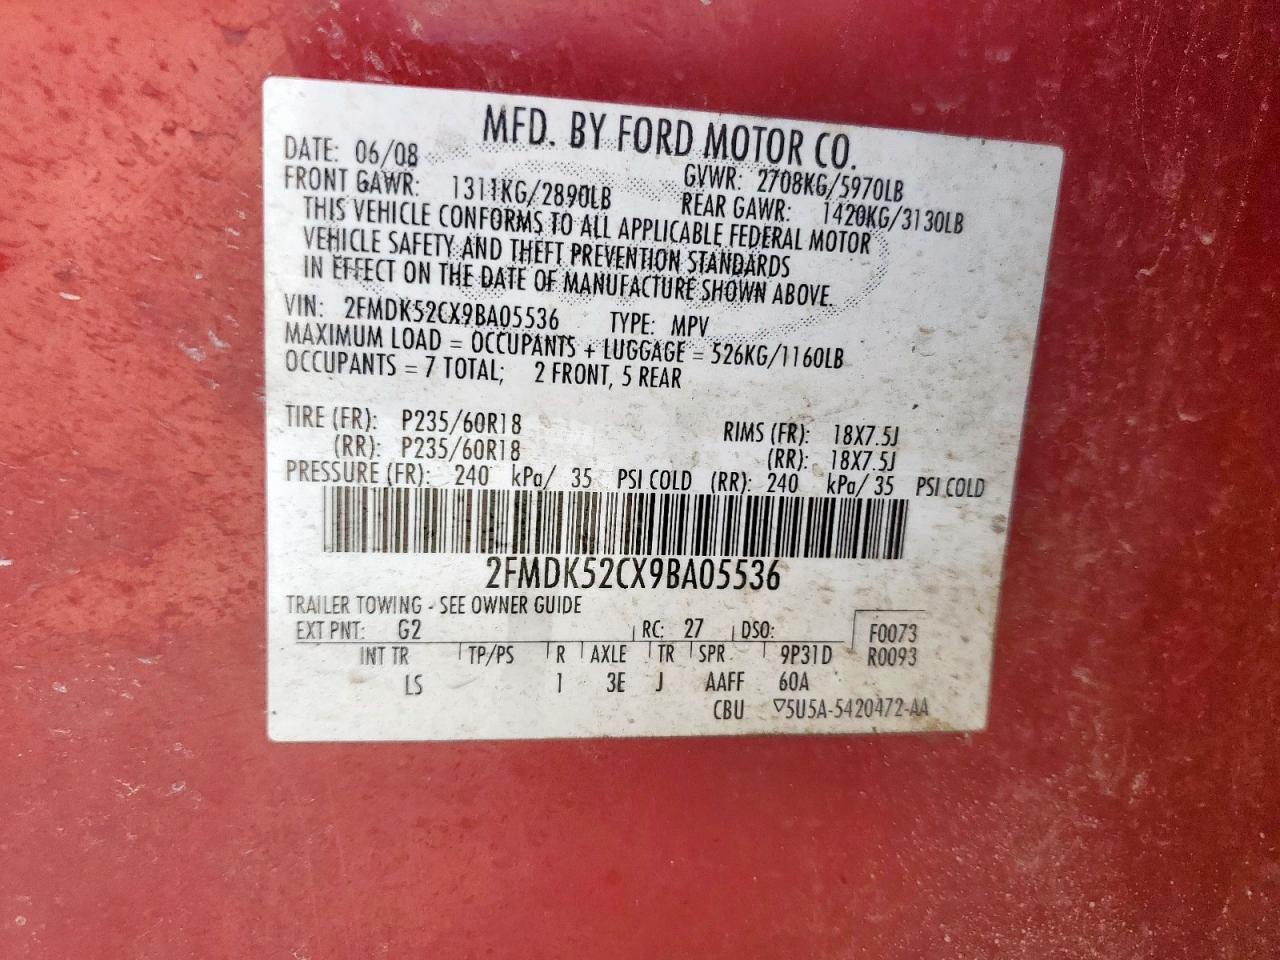 MFD. BY FORD MOTOR CO.
DATE: 06/08 GVWR: 2708KG/5970LB
FRONT GAWR: 1311KG/2890LB REAR GAWR: 1420KG/3130LB
THIS VEHICLE CONFORMS TO ALL APPLICABLE FEDERAL MOTOR
VEHICLE SAFETY AND THEFT PREVENTION STANDARDS
IN EFFECT ON THE DATE OF MANUFACTURE SHOWN ABOVE.
VIN: 2FMDK52CX9BA05536 TYPE: MPV
MAXIMUM LOAD = OCCUPANTS + LUGGAGE = 526KG/1160LB
OCCUPANTS = 7 TOTAL; 2 FRONT, 5 REAR
TIRE (FR): P235/60R18 RIMS (FR): 18X7.5J
(RR): P235/60R18 (RR): 18X7.5J
PRESSURE (FR): 240 kPa/ 35 PSI COLD (RR): 240 kPa/ 35 PSI COLD
2FMDK52CX9BA05536
TRAILER TOWING - SEE OWNER GUIDE
EXT PNT: G2 RC: 27 DSO: F0073
INT TR TP/PS R AXLE TR SPR 9P31D R0093
LS 1 3E J AAFF 60A
CBU ▽5U5A-5420472-AA